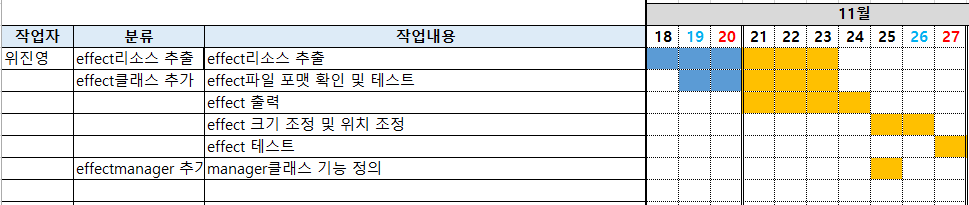 11월
작업자 분류 작업내용 18 19 20 21 22 23 24 25 26 27
위진영 effect리소스 추출 effect리소스 추출
effect클래스 추가 effect파일 포맷 확인 및 테스트
effect 출력
effect 크기 조정 및 위치 조정
effect 테스트
effectmanager 추가 manager클래스 기능 정의